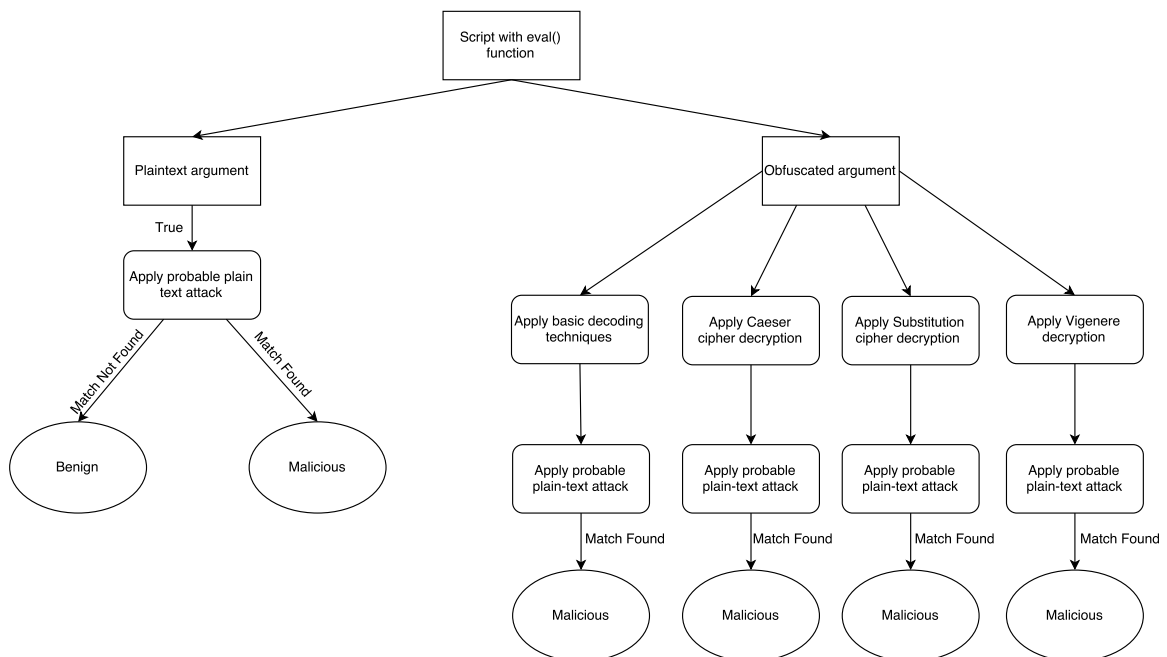 Script with eval()
function
Plaintext argument
Obfuscated argument
True
Apply probable plain
text attack
Match Not Found
Match Found
Benign
Malicious
Apply basic decoding
techniques
Apply Caeser
cipher decryption
Apply Substitution
cipher decryption
Apply Vigenere
decryption
Apply probable
plain-text attack
Apply probable
plain-text attack
Apply probable
plain-text attack
Apply probable
plain-text attack
Match Found
Match Found
Match Found
Match Found
Malicious
Malicious
Malicious
Malicious